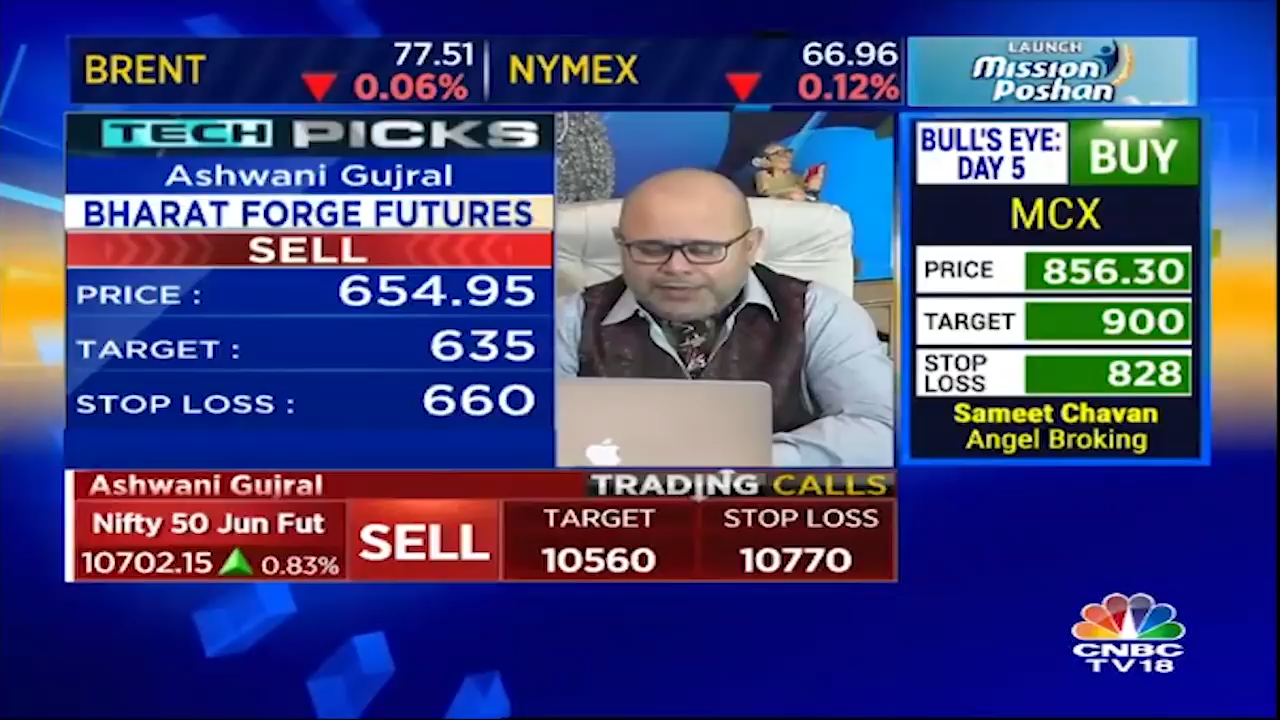 BRENT
77.51
0.06%
NYMEX
66.96
0.12%
LAUNCH
Mission
Poshan
TECH PICKS
Ashwani Gujral
BHARAT FORGE FUTURES
SELL
PRICE : 654.95
TARGET : 635
STOP LOSS : 660
BULL'S EYE:
DAY 5
BUY
MCX
PRICE 856.30
TARGET 900
STOP
LOSS
828
Sameet Chavan
Angel Broking
Ashwani Gujral
TRADING CALLS
Nifty 50 Jun Fut
10702.15 0.83%
SELL
TARGET
10560
STOP LOSS
10770
CNBC
TV18